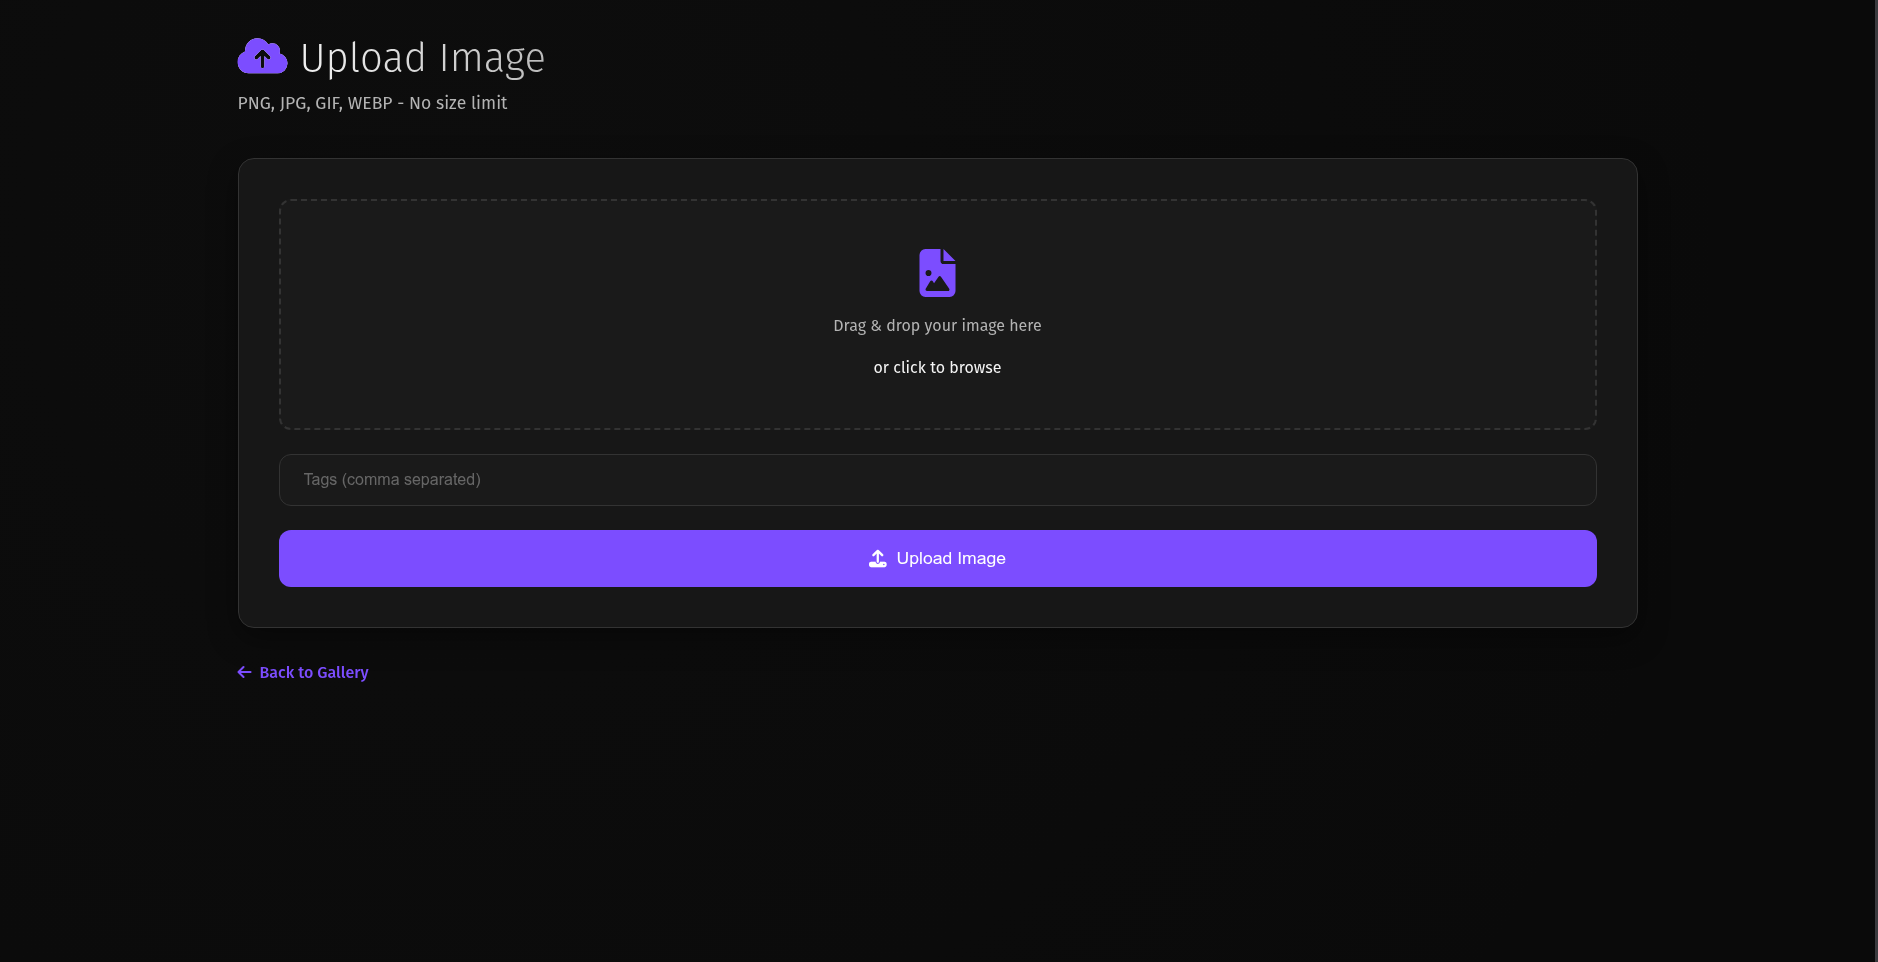 Upload Image
PNG, JPG, GIF, WEBP - No size limit
Drag & drop your image here
or click to browse
Tags (comma separated)
Upload Image
Back to Gallery